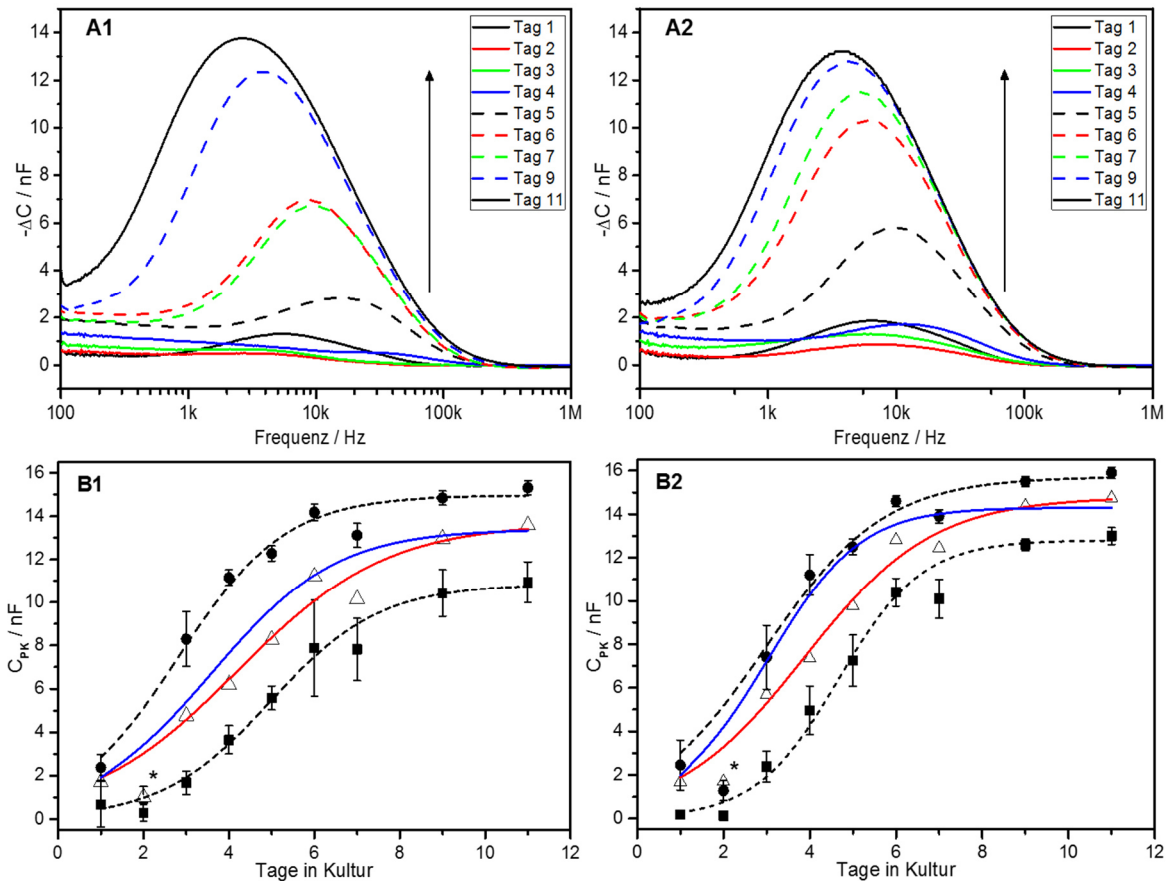 A1
-ΔC / nF
14
12
10
8
6
4
2
0
100 1k 10k 100k 1M
Frequenz / Hz
Tag 1
Tag 2
Tag 3
Tag 4
Tag 5
Tag 6
Tag 7
Tag 9
Tag 11
A2
-ΔC / nF
14
12
10
8
6
4
2
0
100 1k 10k 100k 1M
Frequenz / Hz
Tag 1
Tag 2
Tag 3
Tag 4
Tag 5
Tag 6
Tag 7
Tag 9
Tag 11
B1
C_PK / nF
16
14
12
10
8
6
4
2
0
*
0 2 4 6 8 10 12
Tage in Kultur
B2
C_PK / nF
16
14
12
10
8
6
4
2
0
*
0 2 4 6 8 10 12
Tage in Kultur